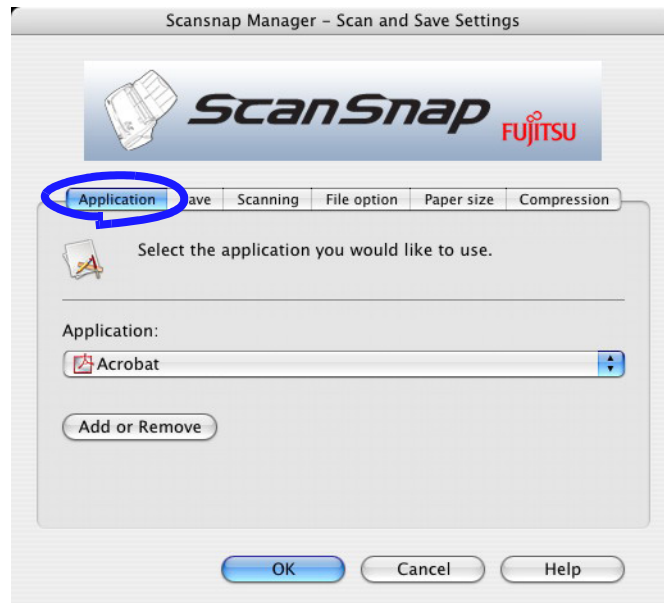 Scansnap Manager – Scan and Save Settings
ScanSnap
FUJITSU
Application ave Scanning File option Paper size Compression
Select the application you would like to use.
Application:
Acrobat
Add or Remove
OK Cancel Help